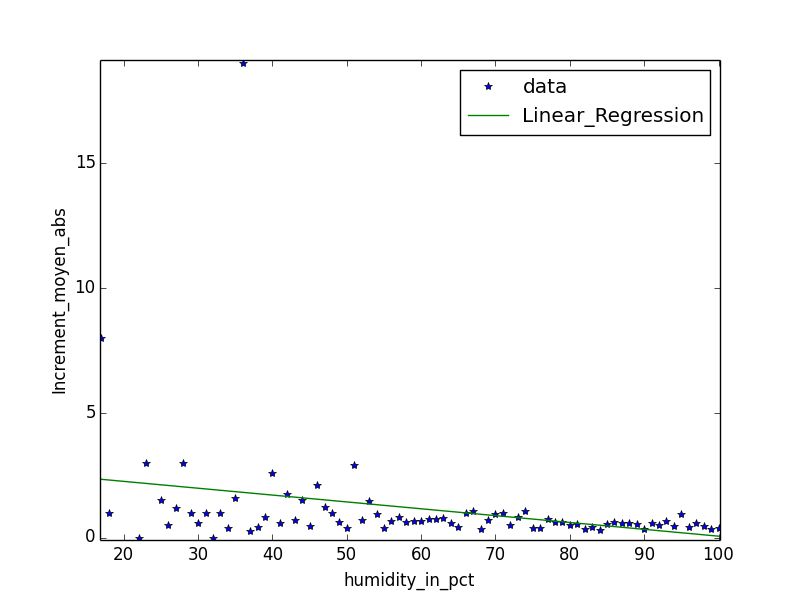 data
Linear_Regression
15
10
5
0
Increment_moyen_abs
20 30 40 50 60 70 80 90 100
humidity_in_pct